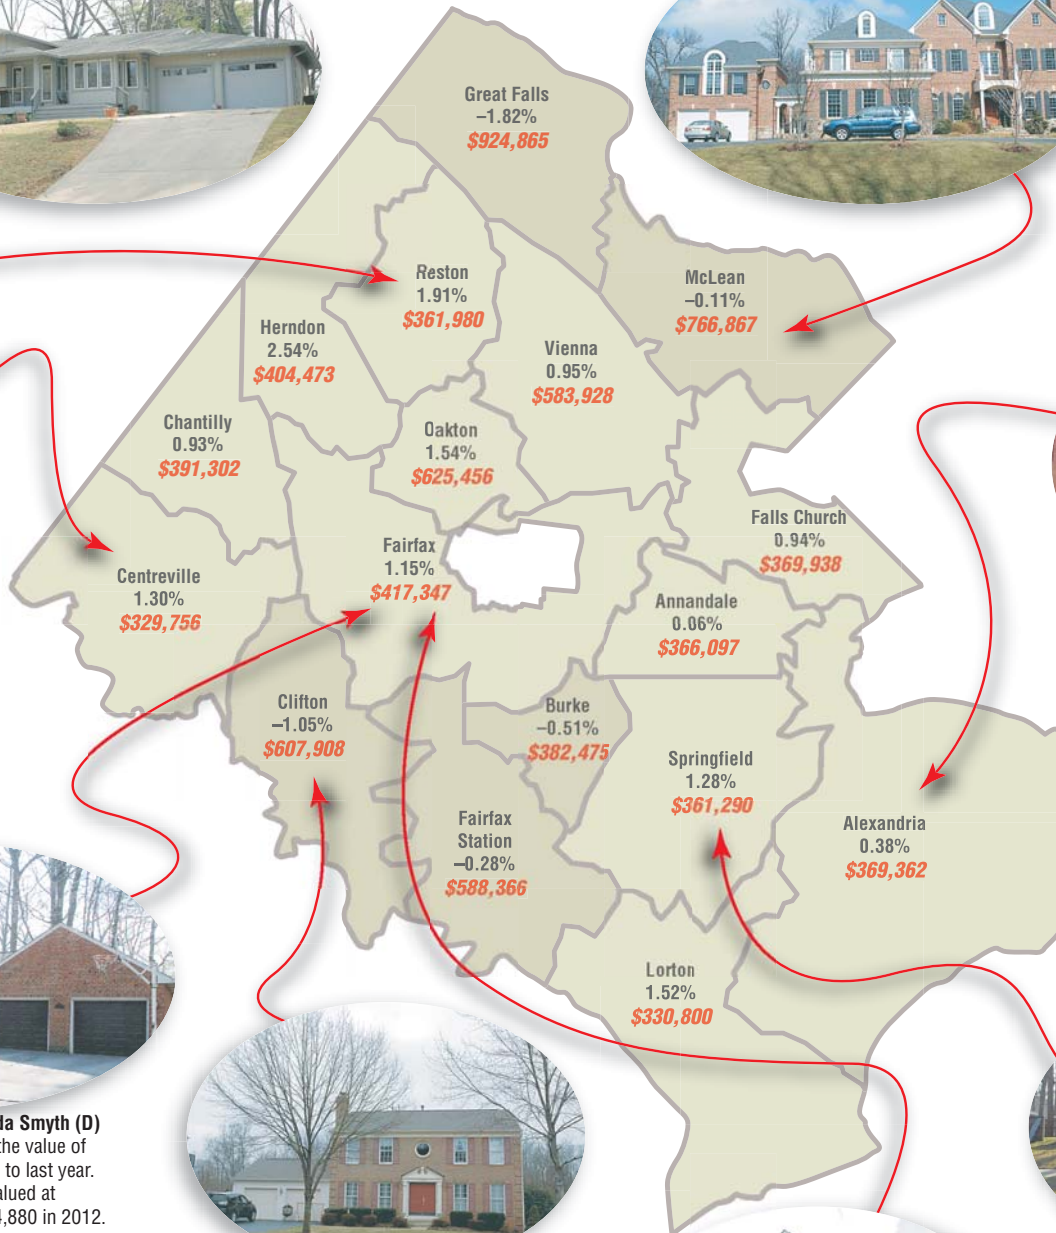 Great Falls
–1.82%
$924,865
Reston
1.91%
$361,980
McLean
–0.11%
$766,867
Herndon
2.54%
$404,473
Vienna
0.95%
$583,928
Chantilly
0.93%
$391,302
Oakton
1.54%
$625,456
Falls Church
0.94%
$369,938
Fairfax
1.15%
$417,347
Centreville
1.30%
$329,756
Annandale
0.06%
$366,097
Clifton
–1.05%
$607,908
Burke
–0.51%
$382,475
Springfield
1.28%
$361,290
Fairfax
Station
–0.28%
$588,366
Alexandria
0.38%
$369,362
Lorton
1.52%
$330,800
da Smyth (D)
the value of
to last year.
alued at
4,880 in 2012.